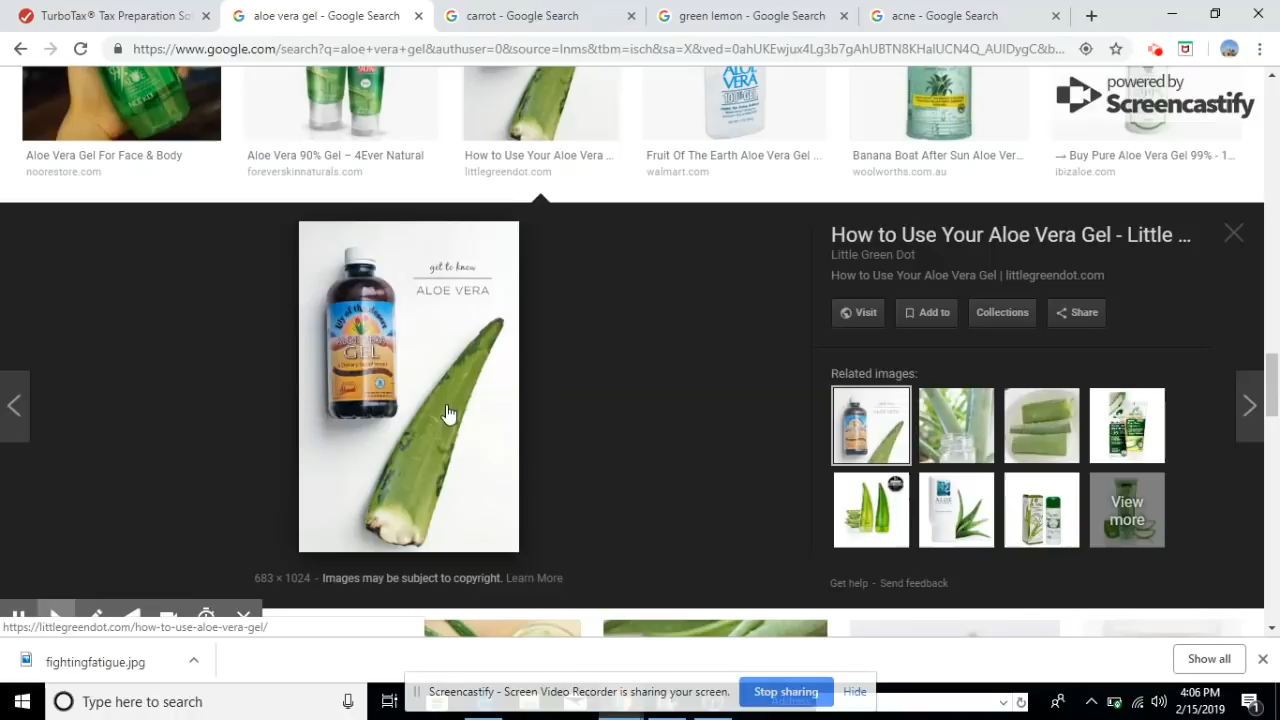 TurboTax® Tax Preparation So
aloe vera gel - Google Search
carrot - Google Search
green lemon - Google Search
acne - Google Search
https://www.google.com/search?q=aloe+vera+gel&authuser=0&source=lnms&tbm=isch&sa=X&ved=0ahUKEwjux4Lg3b7gAhUBTN8KHalUCN4Q_AUIDygC&b...
powered by
Screencastify
Aloe Vera Gel For Face & Body
Aloe Vera 90% Gel – 4Ever Natural
How to Use Your Aloe Vera ...
Fruit Of The Earth Aloe Vera Gel ...
Banana Boat After Sun Aloe Ver...
→ Buy Pure Aloe Vera Gel 99% - 1...
noorestore.com
foreverskinnaturals.com
littlegreendot.com
walmart.com
woolworths.com.au
ibizaloe.com
get to know
ALOE VERA
lily of the desert
ALOE VERA
GEL
How to Use Your Aloe Vera Gel - Little ...
Little Green Dot
How to Use Your Aloe Vera Gel | littlegreendot.com
Visit
Add to
Collections
Share
Related images:
View
more
683 × 1024 - Images may be subject to copyright. Learn More
Get help - Send feedback
https://littlegreendot.com/how-to-use-aloe-vera-gel/
fightingfatigue.jpg
Show all
Screencastify - Screen Video Recorder is sharing your screen.
Stop sharing
Hide
Type here to search
Address
4:06 PM
2/15/2019